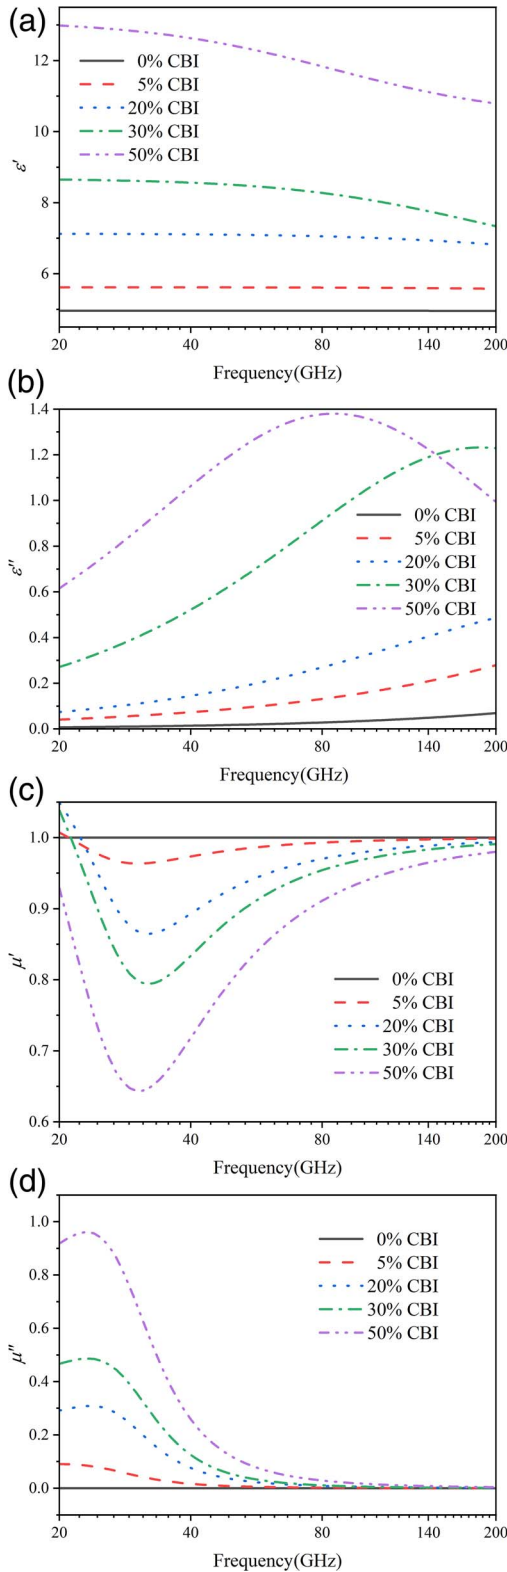 (a)
12
10
8
6
ε′
0% CBI
5% CBI
20% CBI
30% CBI
50% CBI
20 40 80 140 200
Frequency(GHz)
(b)
1.4
1.2
1.0
0.8
0.6
0.4
0.2
0.0
ε″
0% CBI
5% CBI
20% CBI
30% CBI
50% CBI
20 40 80 140 200
Frequency(GHz)
(c)
1.0
0.9
0.8
0.7
0.6
μ′
0% CBI
5% CBI
20% CBI
30% CBI
50% CBI
20 40 80 140 200
Frequency(GHz)
(d)
1.0
0.8
0.6
0.4
0.2
0.0
μ″
0% CBI
5% CBI
20% CBI
30% CBI
50% CBI
20 40 80 140 200
Frequency(GHz)